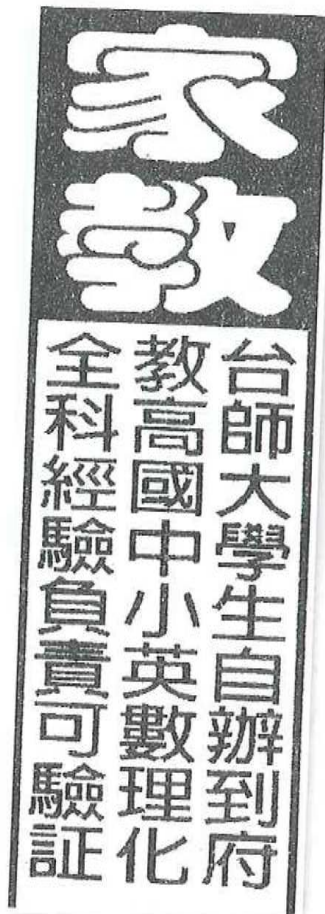 家教
台師大學生自辦到府
教高國中小英數理化
全科經驗負責可驗証